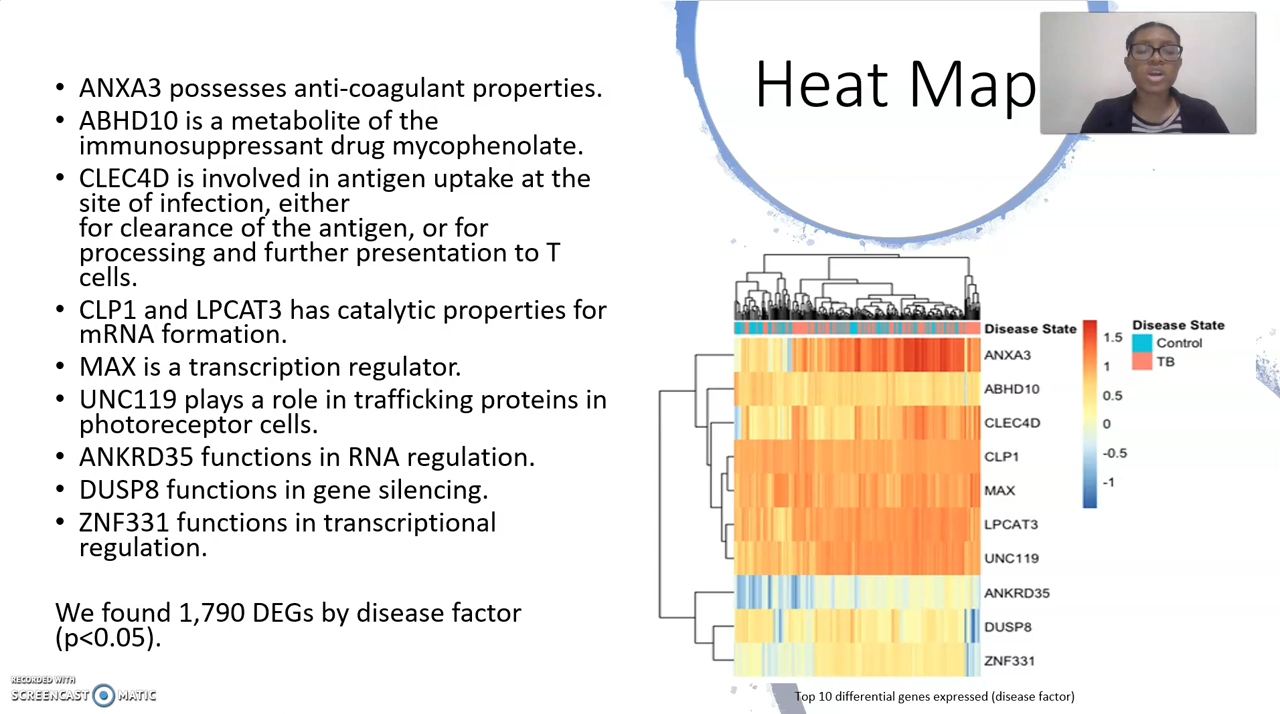 Heat Map
• ANXA3 possesses anti-coagulant properties.
• ABHD10 is a metabolite of the
immunosuppressant drug mycophenolate.
• CLEC4D is involved in antigen uptake at the
site of infection, either
for clearance of the antigen, or for
processing and further presentation to T
cells.
• CLP1 and LPCAT3 has catalytic properties for
mRNA formation.
• MAX is a transcription regulator.
• UNC119 plays a role in trafficking proteins in
photoreceptor cells.
• ANKRD35 functions in RNA regulation.
• DUSP8 functions in gene silencing.
• ZNF331 functions in transcriptional
regulation.
We found 1,790 DEGs by disease factor
(p<0.05).
Disease State
ANXA3
ABHD10
CLEC4D
CLP1
MAX
LPCAT3
UNC119
ANKRD35
DUSP8
ZNF331
1.5
1
0.5
0
-0.5
-1
Disease State
Control
TB
Top 10 differential genes expressed (disease factor)
RECORDED WITH
SCREENCAST MATIC